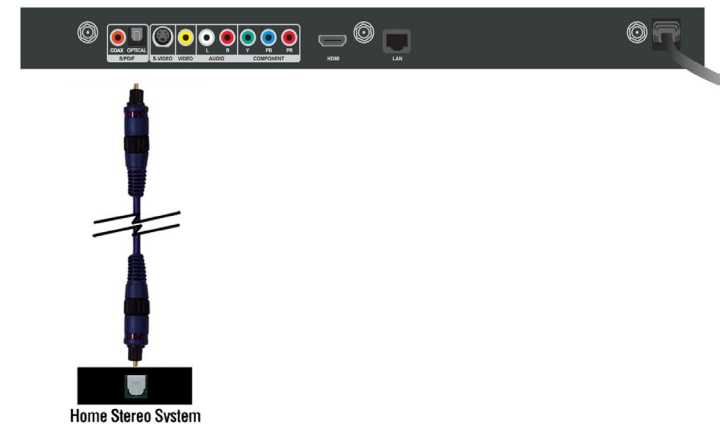 COAX OPTICAL
S/PDIF S-VIDEO VIDEO L AUDIO R Y PB COMPONENT PR
HDMI LAN
Home Stereo System